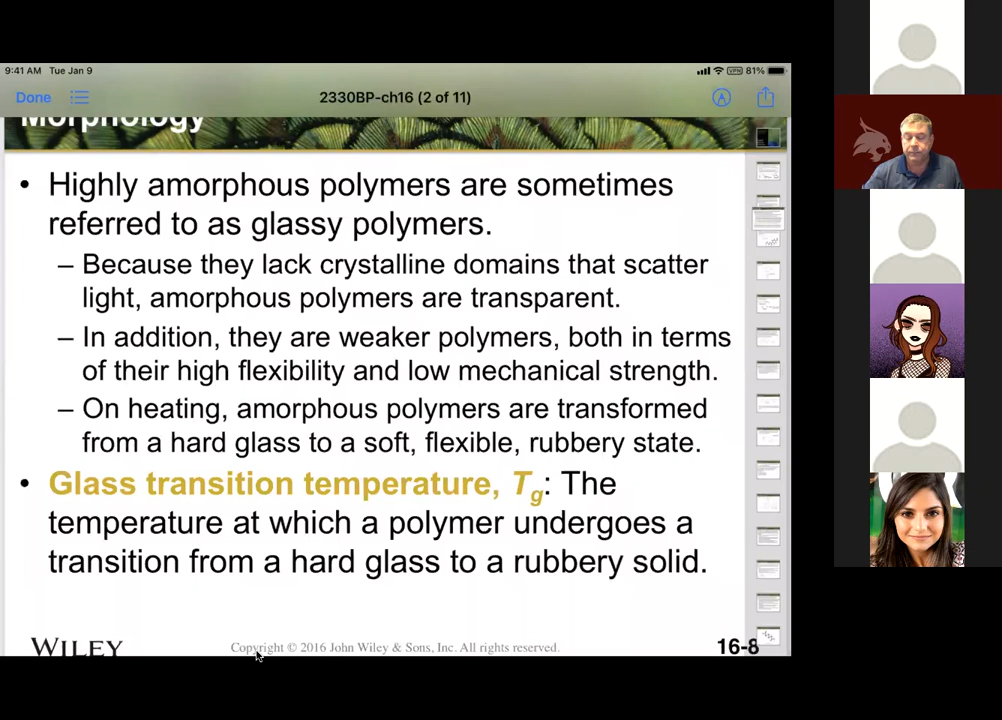 9:41 AM Tue Jan 9
VPN 81%
Done
2330BP-ch16 (2 of 11)
Morphology
• Highly amorphous polymers are sometimes
referred to as glassy polymers.
– Because they lack crystalline domains that scatter
light, amorphous polymers are transparent.
– In addition, they are weaker polymers, both in terms
of their high flexibility and low mechanical strength.
– On heating, amorphous polymers are transformed
from a hard glass to a soft, flexible, rubbery state.
• Glass transition temperature, Tg: The
temperature at which a polymer undergoes a
transition from a hard glass to a rubbery solid.
WILEY
Copyright © 2016 John Wiley & Sons, Inc. All rights reserved.
16-8